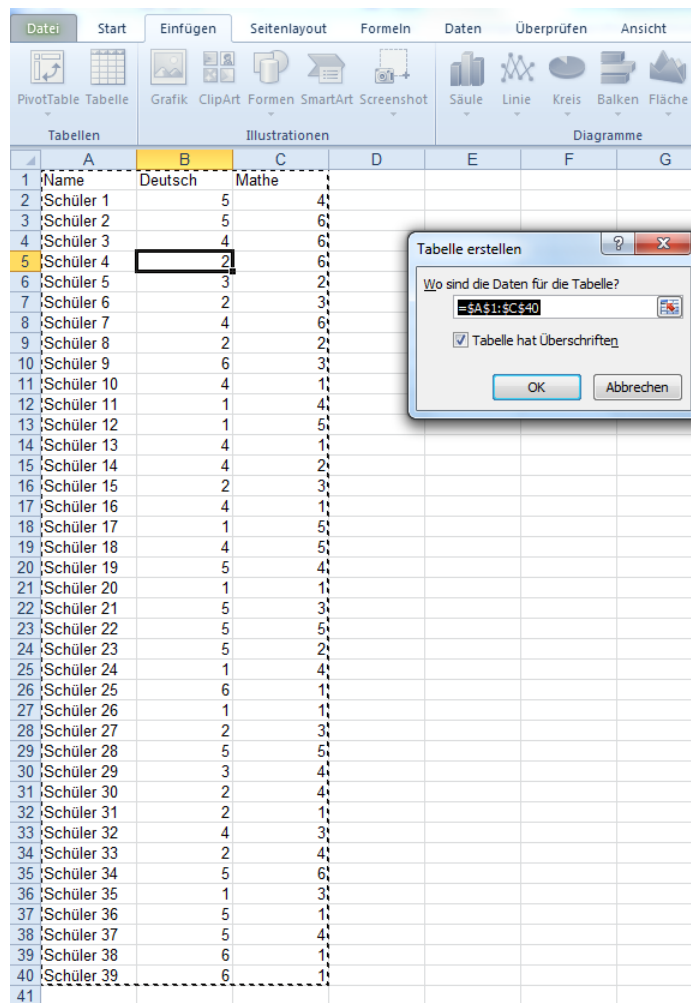 Datei Start Einfügen Seitenlayout Formeln Daten Überprüfen Ansicht
PivotTable Tabelle Grafik ClipArt Formen SmartArt Screenshot Säule Linie Kreis Balken Fläche
Tabellen Illustrationen Diagramme
A B C D E F G
1 Name Deutsch Mathe
2 Schüler 1 5 4
3 Schüler 2 5 6
4 Schüler 3 4 6
5 Schüler 4 2 6
6 Schüler 5 3 2
7 Schüler 6 2 3
8 Schüler 7 4 6
9 Schüler 8 2 2
10 Schüler 9 6 3
11 Schüler 10 4 1
12 Schüler 11 1 4
13 Schüler 12 1 5
14 Schüler 13 4 1
15 Schüler 14 4 2
16 Schüler 15 2 3
17 Schüler 16 4 1
18 Schüler 17 1 5
19 Schüler 18 4 5
20 Schüler 19 5 4
21 Schüler 20 1 1
22 Schüler 21 5 3
23 Schüler 22 5 5
24 Schüler 23 5 2
25 Schüler 24 1 4
26 Schüler 25 6 1
27 Schüler 26 1 1
28 Schüler 27 2 3
29 Schüler 28 5 5
30 Schüler 29 3 4
31 Schüler 30 2 4
32 Schüler 31 2 1
33 Schüler 32 4 3
34 Schüler 33 2 4
35 Schüler 34 5 6
36 Schüler 35 1 3
37 Schüler 36 5 1
38 Schüler 37 5 4
39 Schüler 38 6 1
40 Schüler 39 6 1
41
Tabelle erstellen
Wo sind die Daten für die Tabelle?
=$A$1:$C$40
Tabelle hat Überschriften
OK Abbrechen